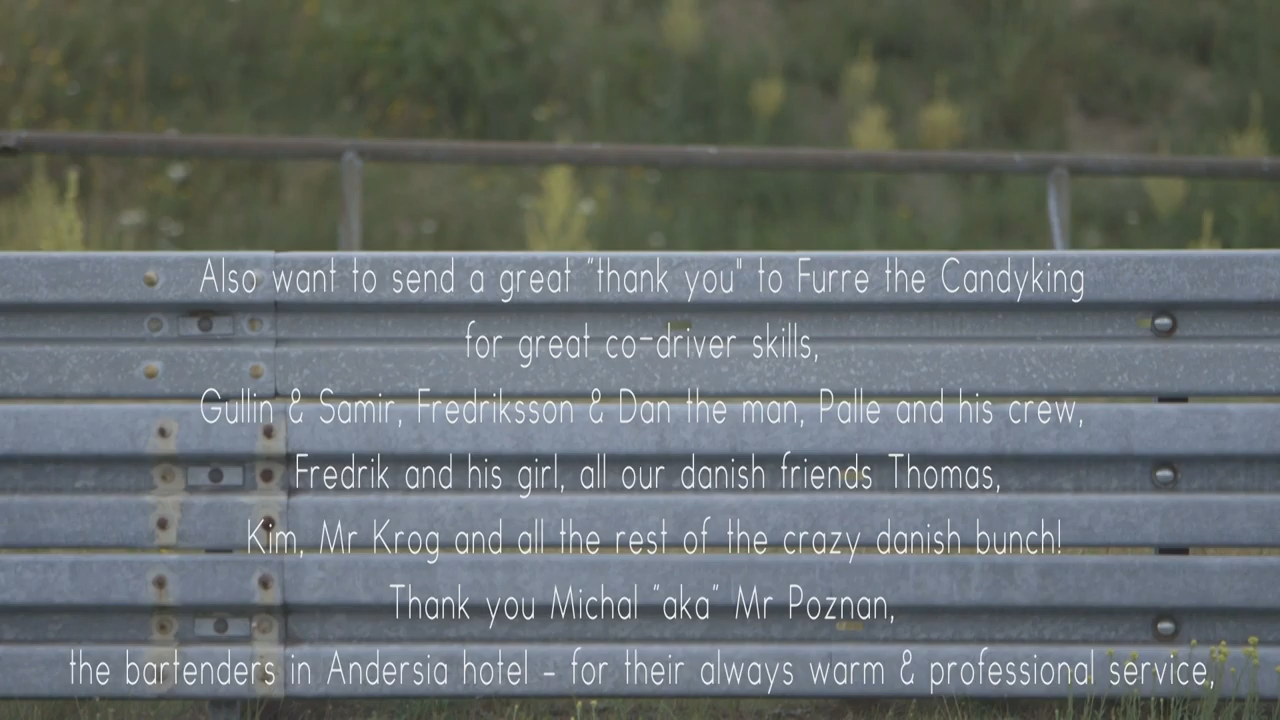 Also want to send a great "thank you" to Furre the Candyking
for great co-driver skills,
Gullin & Samir, Fredriksson & Dan the man, Palle and his crew,
Fredrik and his girl, all our danish friends Thomas,
Kim, Mr Krog and all the rest of the crazy danish bunch!
Thank you Michal "aka" Mr Poznan,
the bartenders in Andersia hotel - for their always warm & professional service,